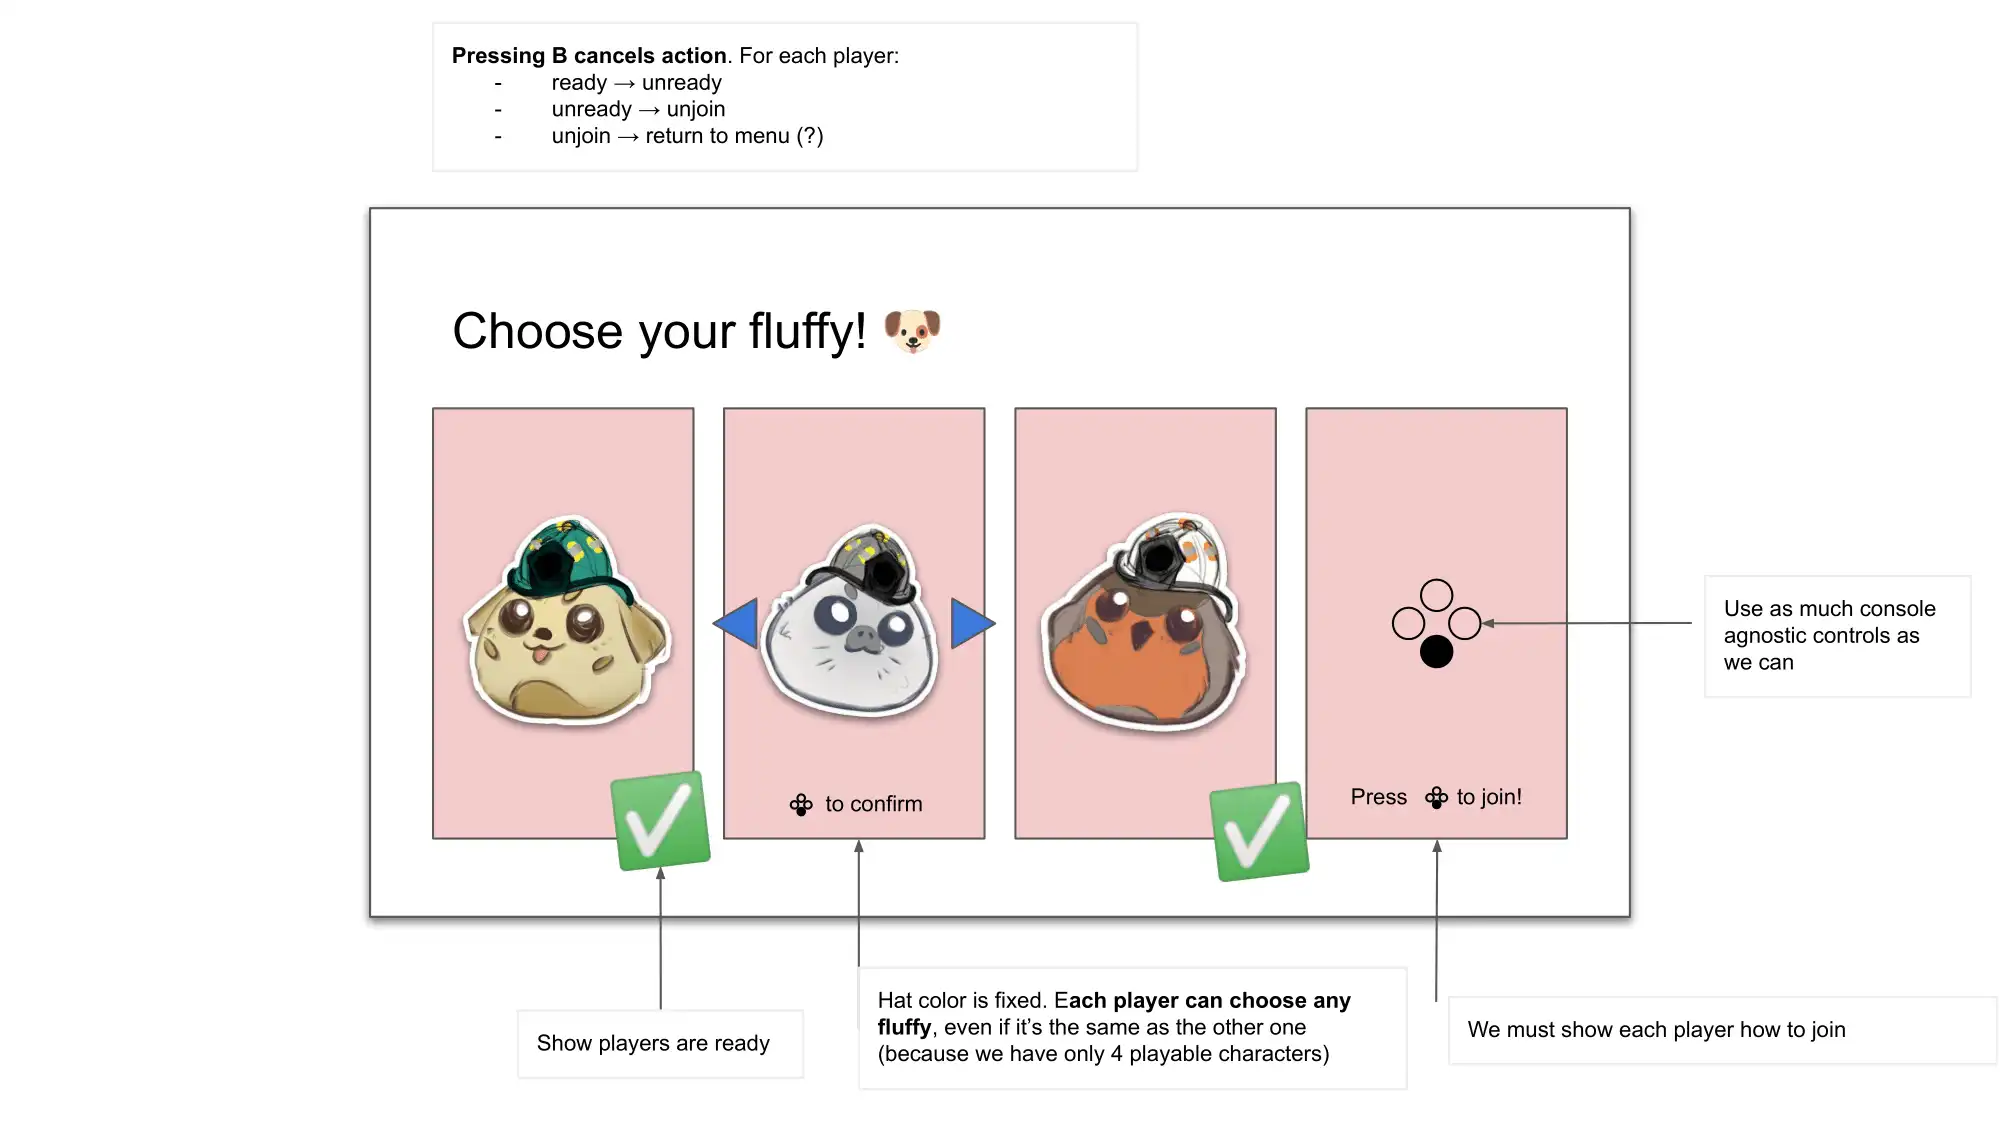 Pressing B cancels action. For each player:
- ready → unready
- unready → unjoin
- unjoin → return to menu (?)
Choose your fluffy!
to confirm
Press to join!
Use as much console
agnostic controls as
we can
Show players are ready
Hat color is fixed. Each player can choose any
fluffy, even if it’s the same as the other one
(because we have only 4 playable characters)
We must show each player how to join